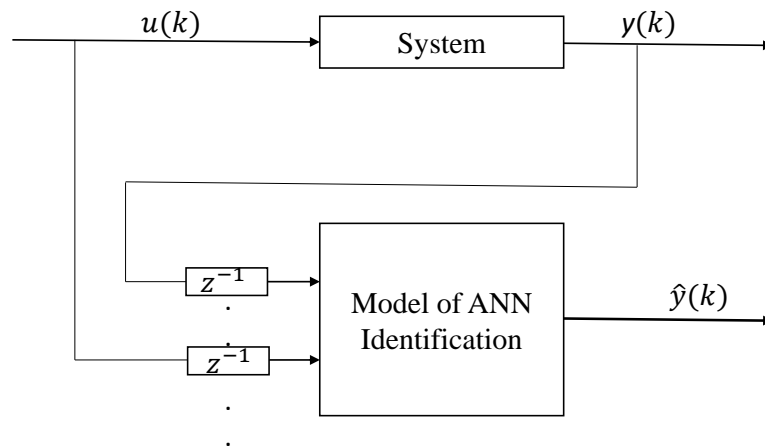 u(k)
System
y(k)
z⁻¹
.
.
z⁻¹
.
.
Model of ANN
Identification
ŷ(k)